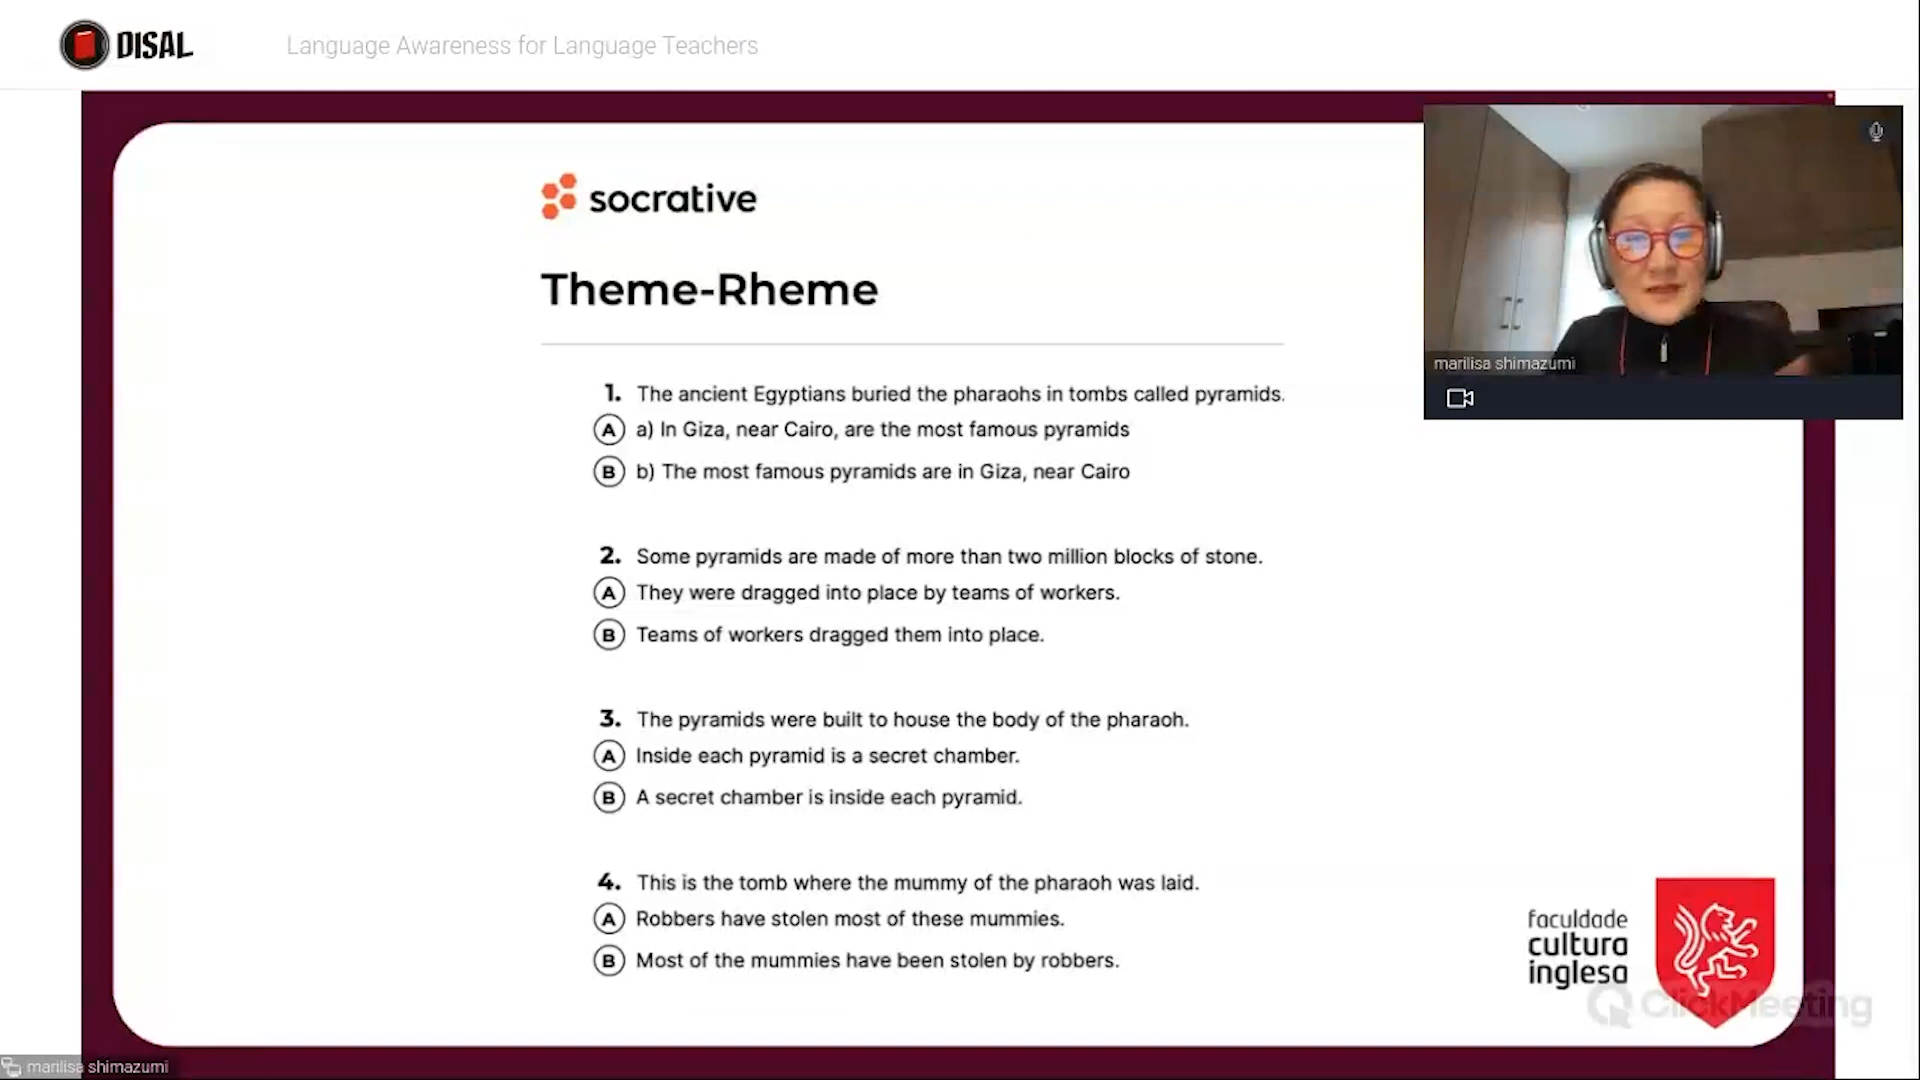 DISAL
Language Awareness for Language Teachers
socrative
Theme-Rheme
1. The ancient Egyptians buried the pharaohs in tombs called pyramids.
A a) In Giza, near Cairo, are the most famous pyramids
B b) The most famous pyramids are in Giza, near Cairo
2. Some pyramids are made of more than two million blocks of stone.
A They were dragged into place by teams of workers.
B Teams of workers dragged them into place.
3. The pyramids were built to house the body of the pharaoh.
A Inside each pyramid is a secret chamber.
B A secret chamber is inside each pyramid.
4. This is the tomb where the mummy of the pharaoh was laid.
A Robbers have stolen most of these mummies.
B Most of the mummies have been stolen by robbers.
marilisa shimazumi
faculdade
cultura
inglesa
ClickMeeting
marilisa shimazumi